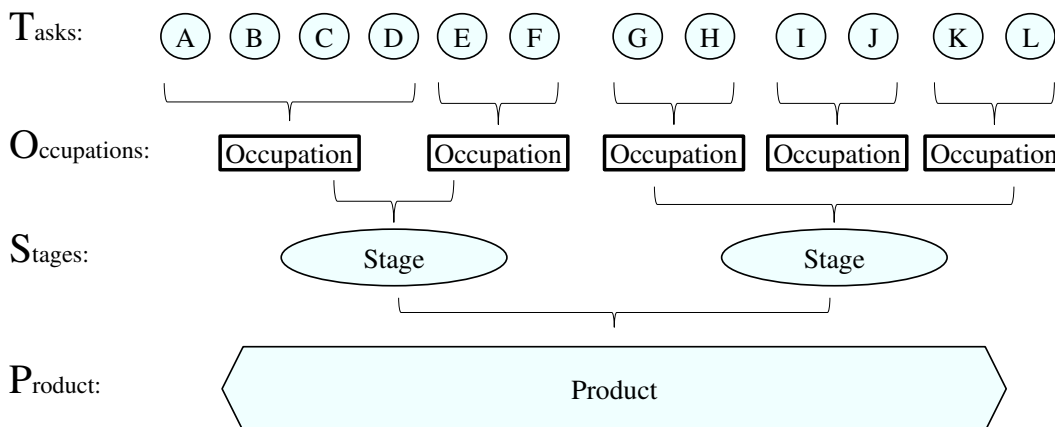 Tasks: A B C D E F G H I J K L
Occupations: Occupation Occupation Occupation Occupation Occupation
Stages: Stage Stage
Product: Product